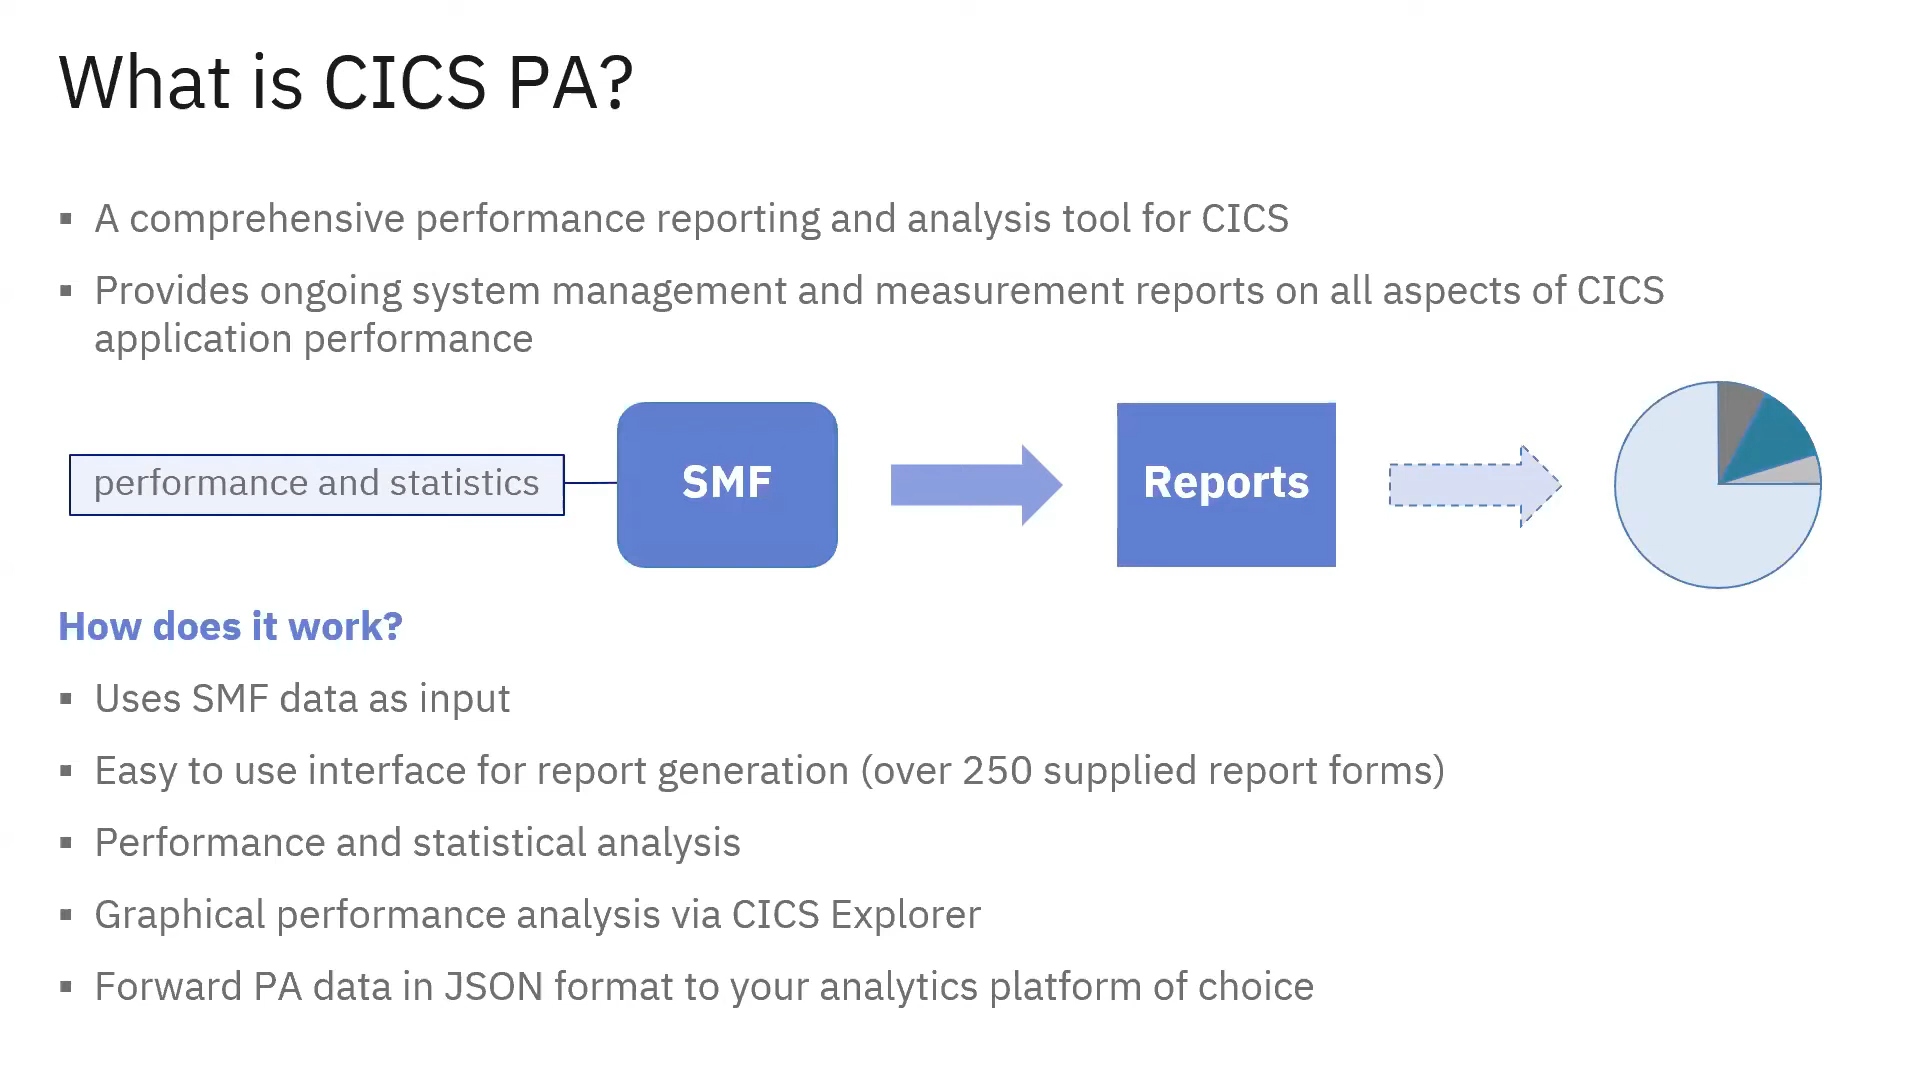 What is CICS PA?
▪ A comprehensive performance reporting and analysis tool for CICS
▪ Provides ongoing system management and measurement reports on all aspects of CICS
application performance
performance and statistics
SMF
Reports
How does it work?
▪ Uses SMF data as input
▪ Easy to use interface for report generation (over 250 supplied report forms)
▪ Performance and statistical analysis
▪ Graphical performance analysis via CICS Explorer
▪ Forward PA data in JSON format to your analytics platform of choice